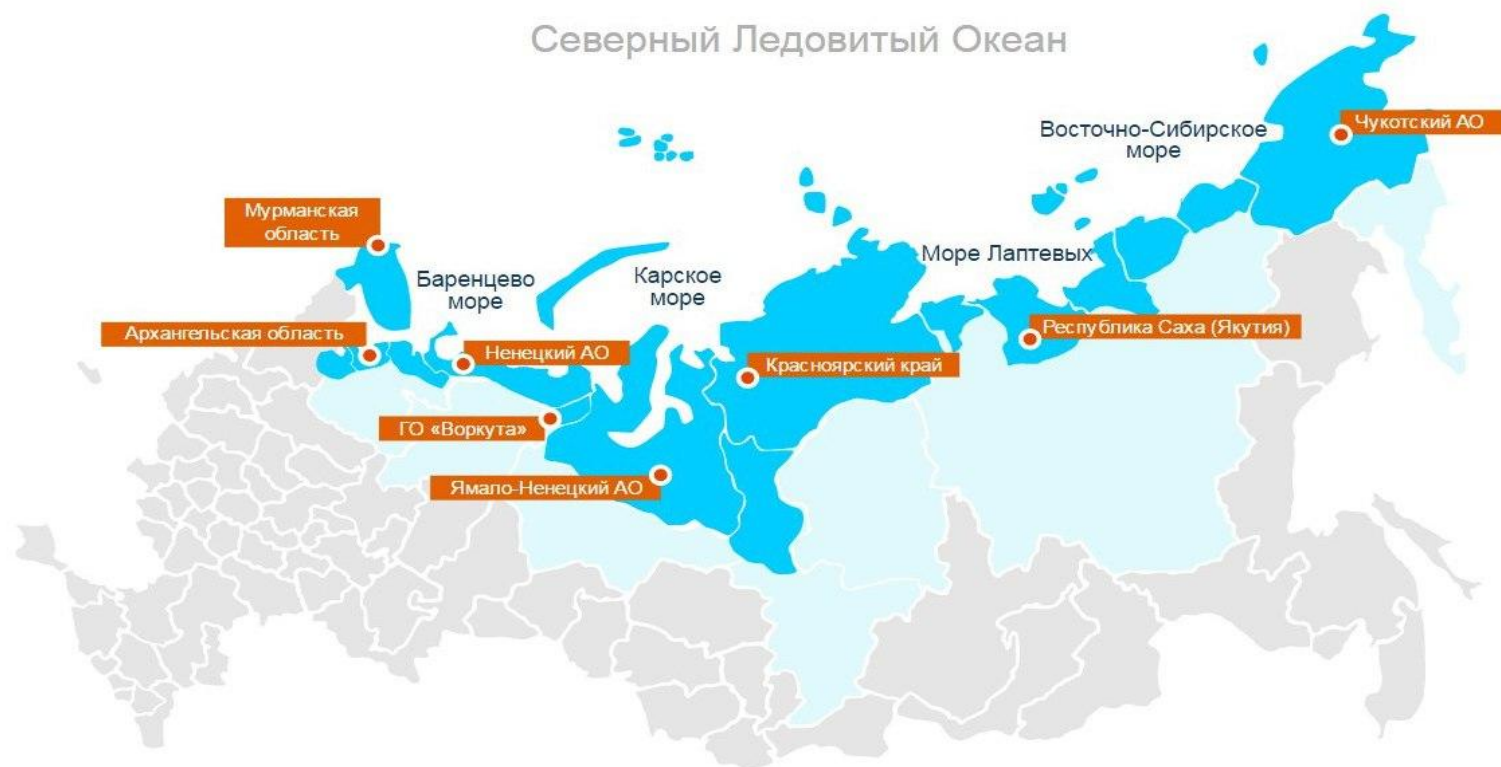 Северный Ледовитый Океан
Чукотский АО
Восточно-Сибирское
море
Мурманская
область
Море Лаптевых
Баренцево
море
Карское
море
Архангельская область
Республика Саха (Якутия)
Ненецкий АО
Красноярский край
ГО «Воркута»
Ямало-Ненецкий АО